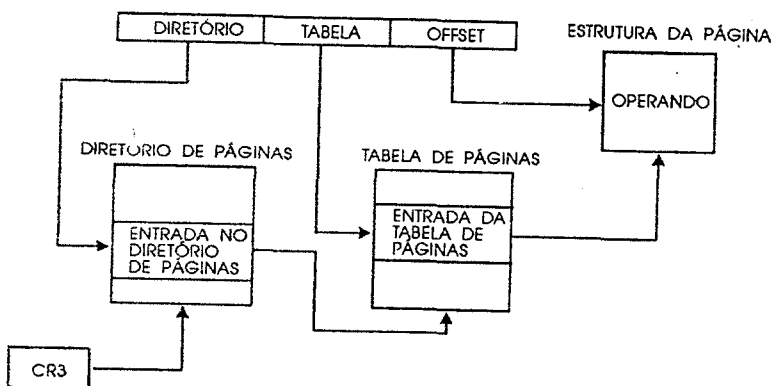 DIRETÓRIO
TABELA
OFFSET
ESTRUTURA DA PÁGINA
OPERANDO
DIRETÓRIO DE PÁGINAS
TABELA DE PÁGINAS
ENTRADA NO
DIRETÓRIO
DE PÁGINAS
ENTRADA DA
TABELA DE
PÁGINAS
CR3